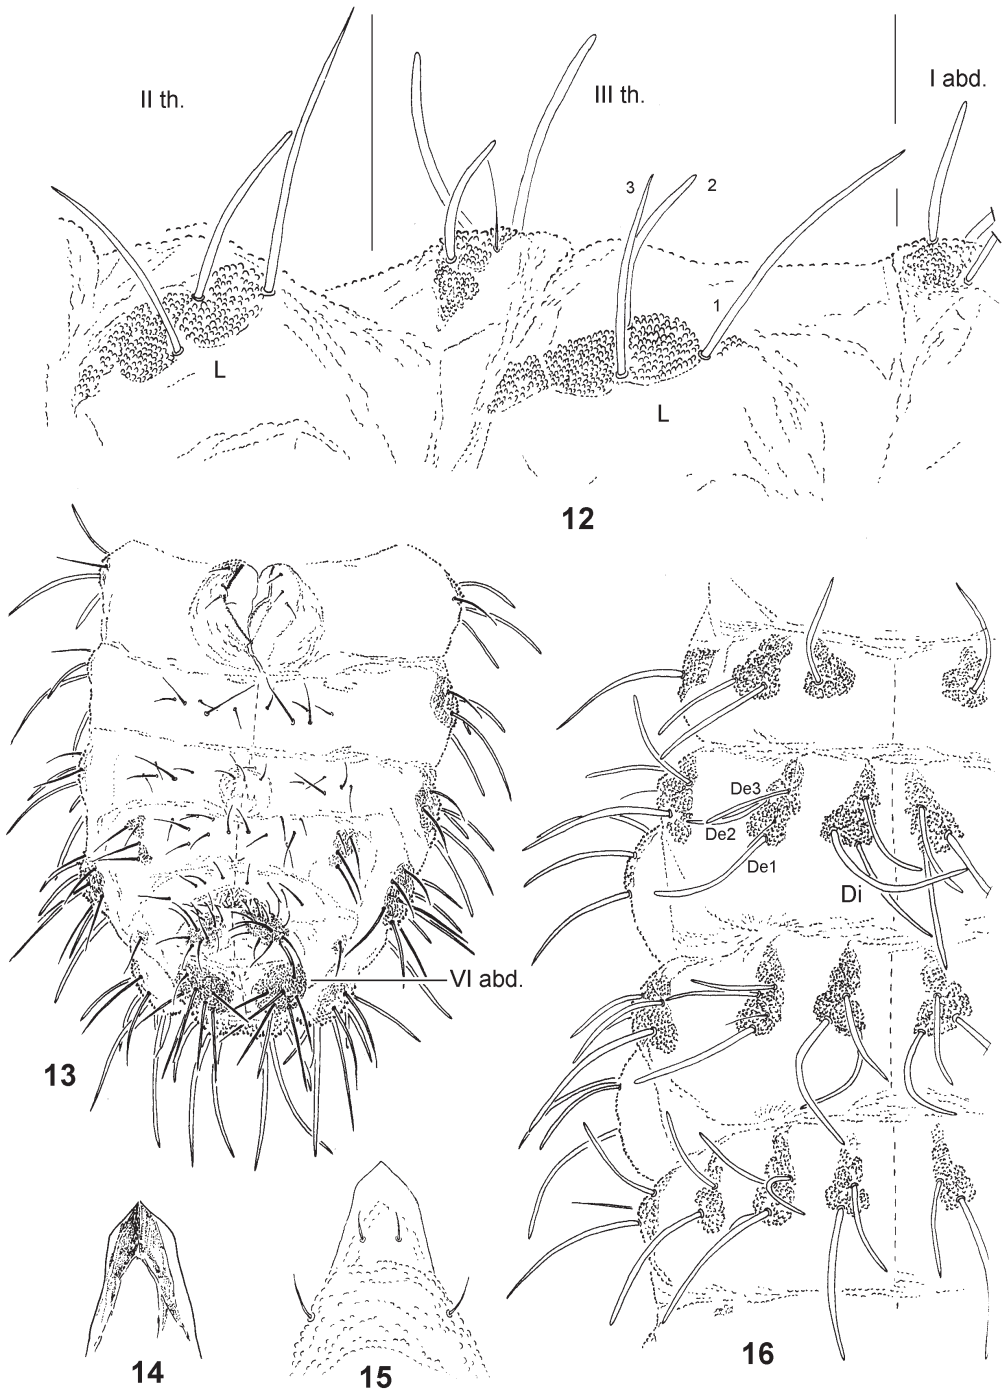 II th.
III th.
I abd.
3
2
1
L
L
12
De3
De2
De1
Di
VI abd.
13
14
15
16